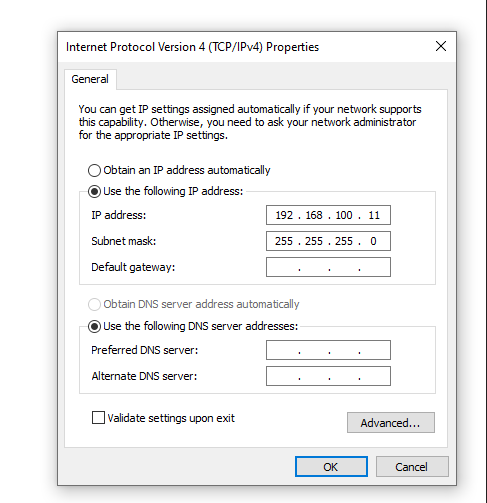 Internet Protocol Version 4 (TCP/IPv4) Properties
General
You can get IP settings assigned automatically if your network supports
this capability. Otherwise, you need to ask your network administrator
for the appropriate IP settings.
Obtain an IP address automatically
Use the following IP address:
IP address: 192 . 168 . 100 . 11
Subnet mask: 255 . 255 . 255 . 0
Default gateway: . . .
Obtain DNS server address automatically
Use the following DNS server addresses:
Preferred DNS server: . . .
Alternate DNS server: . . .
Validate settings upon exit
Advanced...
OK Cancel